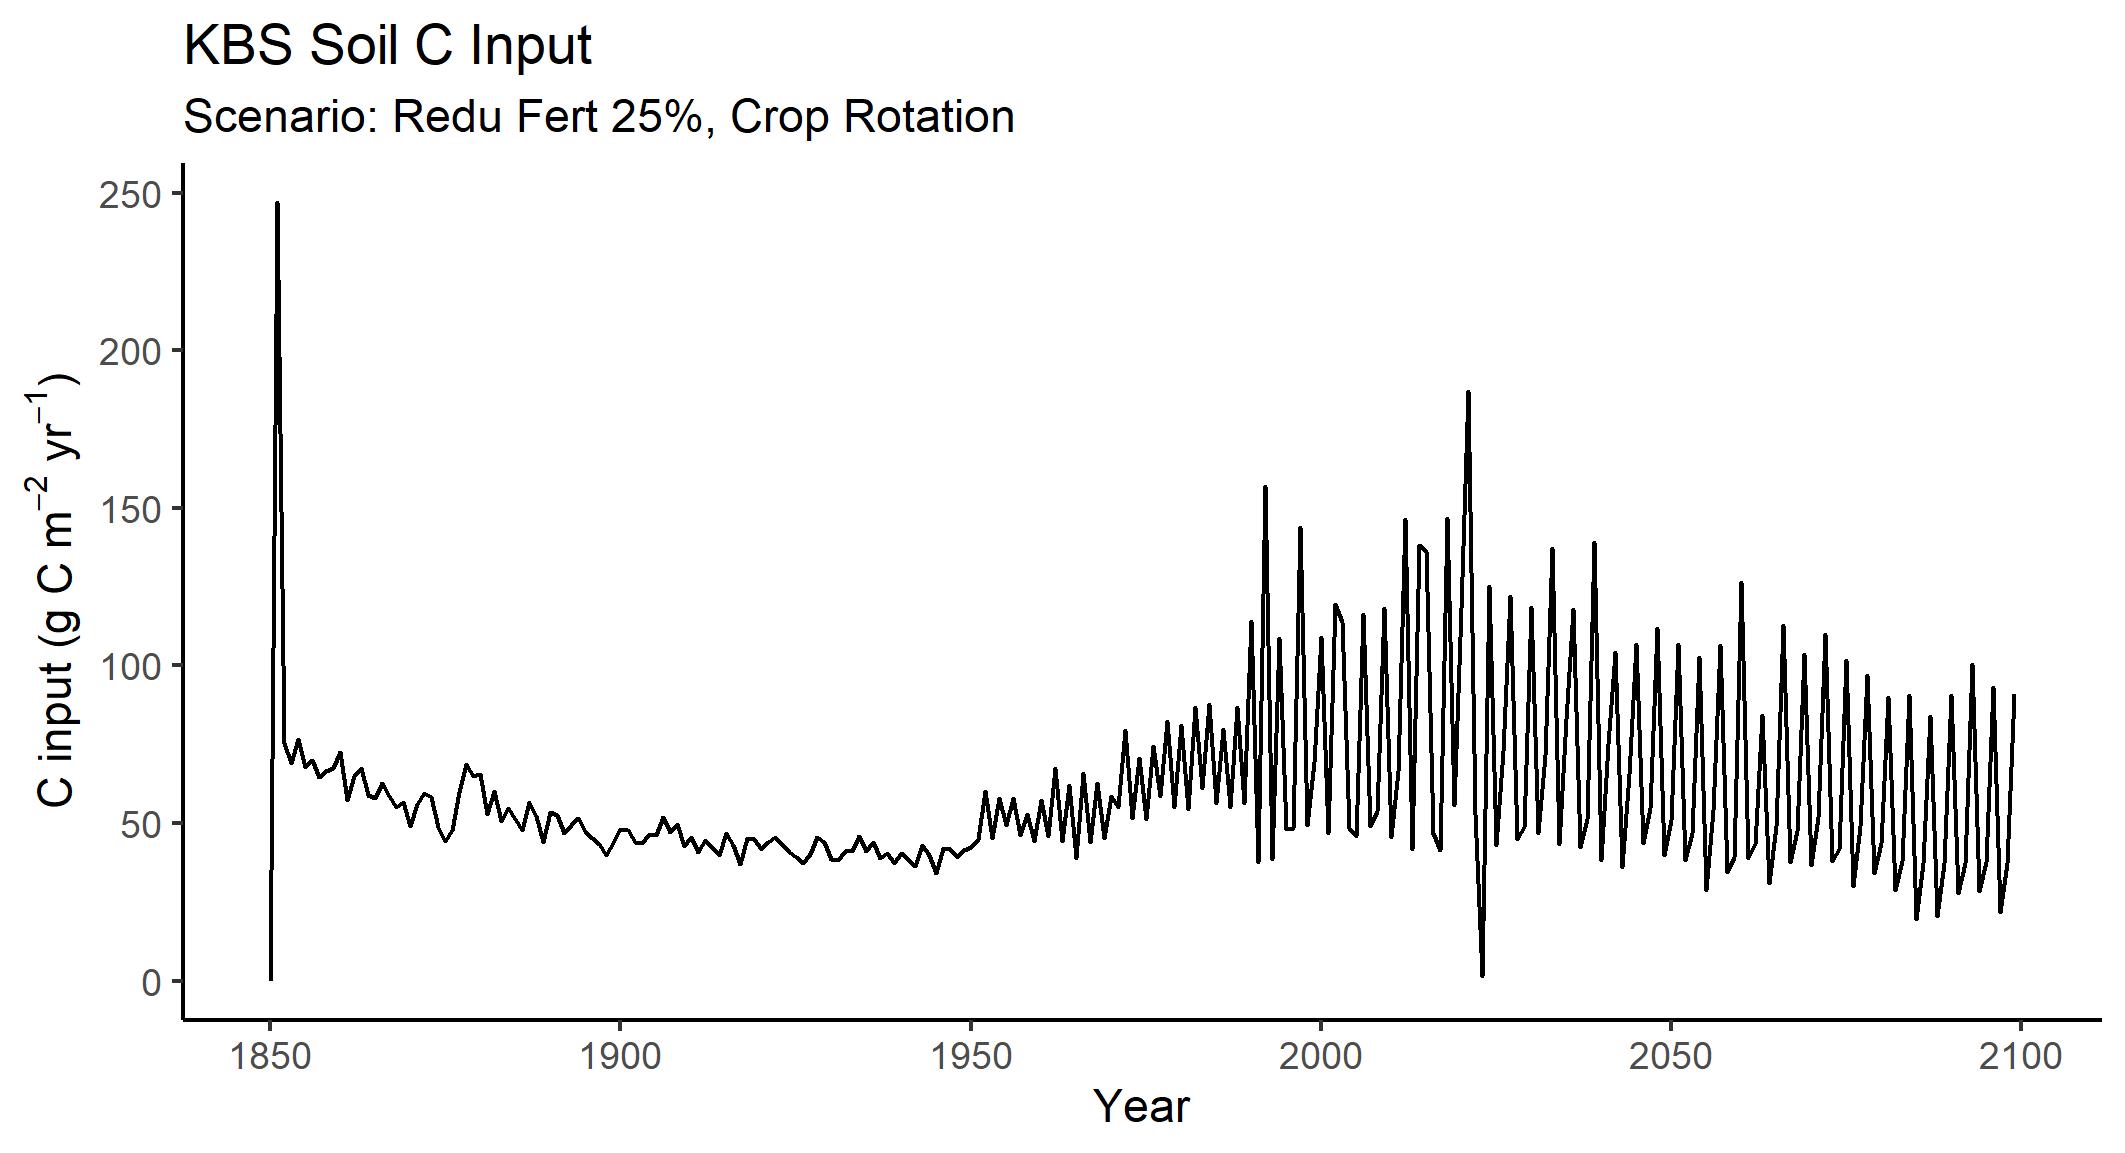 KBS Soil C Input
Scenario: Redu Fert 25%, Crop Rotation
C input (g C m⁻² yr⁻¹)
250
200
150
100
50
0
1850 1900 1950 2000 2050 2100
Year